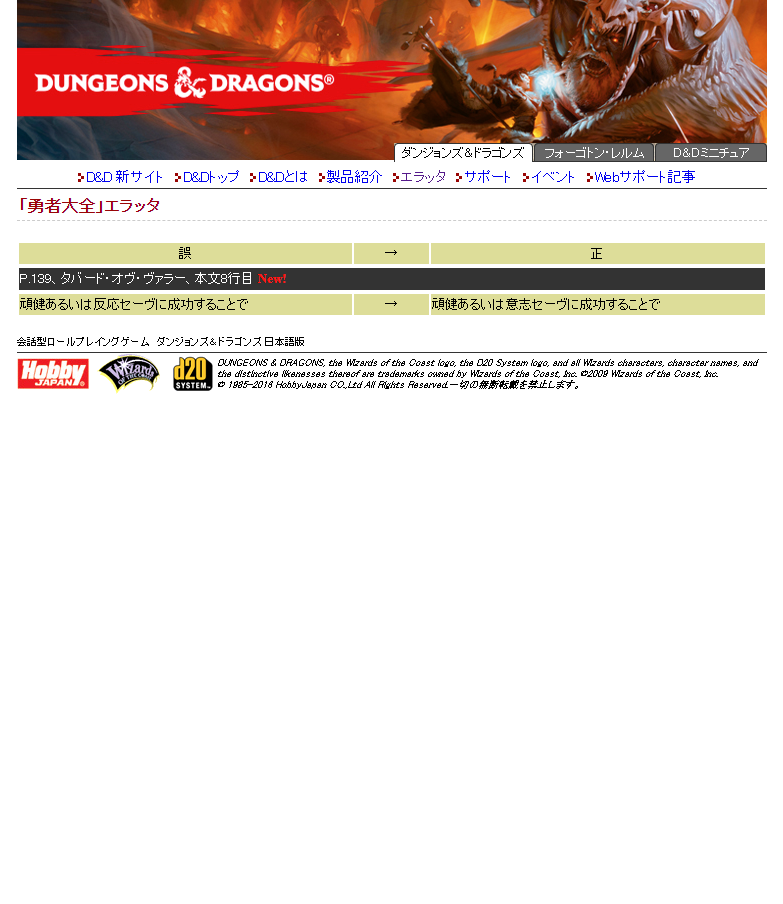 DUNGEONS & DRAGONS®
ダンジョンズ&ドラゴンズ フォーゴトン・レルム D&Dミニチュア
D&D 新サイト D&Dトップ D&Dとは 製品紹介 エラッタ サポート イベント Webサポート記事
「勇者大全」エラッタ
誤 → 正
P.139、タバード・オヴ・ヴァラー、本文8行目 New!
頑健あるいは反応セーヴに成功することで → 頑健あるいは意志セーヴに成功することで
会話型ロールプレイングゲーム ダンジョンズ&ドラゴンズ日本語版
Hobby JAPAN® Wizards OF THE COAST d20 SYSTEM™
DUNGEONS & DRAGONS, the Wizards of the Coast logo, the D20 System logo, and all Wizards characters, character names, and
the distinctive likenesses thereof are trademarks owned by Wizards of the Coast, Inc. ©2009 Wizards of the Coast, Inc.
© 1985-2016 HobbyJapan CO.,Ltd All Rights Reserved.一切の無断転載を禁止します。